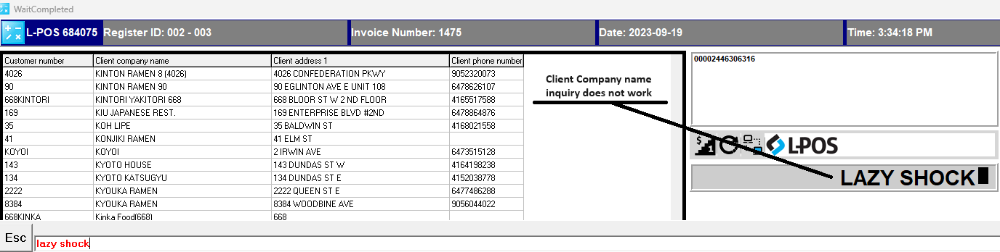 WaitCompleted
L-POS 684075 Register ID: 002 - 003 Invoice Number: 1475 Date: 2023-09-19 Time: 3:34:18 PM
Customer number Client company name Client address 1 Client phone number
4026 KINTON RAMEN 8 (4026) 4026 CONFEDERATION PKWY 9052320073
90 KINTON RAMEN 90 90 EGLINTON AVE E UNIT 108 6478626107
668KINTORI KINTORI YAKITORI 668 668 BLOOR ST W 2 ND FLOOR 4165517588
169 KIU JAPANESE REST. 169 ENTERPRISE BLVD #2ND 6478864876
35 KOH LIPE 35 BALDWIN ST 4168021558
41 KONJIKI RAMEN 41 ELM ST
KOYOI KOYOI 2 IRWIN AVE 6473515128
143 KYOTO HOUSE 143 DUNDAS ST W 4164198238
134 KYOTO KATSUGYU 134 DUNDAS ST E 4152038778
2222 KYOUKA RAMEN 2222 QUEEN ST E 6477486288
8384 KYOUKA RAMEN 8384 WOODBINE AVE 9056044022
668KINKA Kinka Food(668) 668
Client Company name
inquiry does not work
00002446306316
$
1
L-POS
LAZY SHOCK
Esc
lazy shock